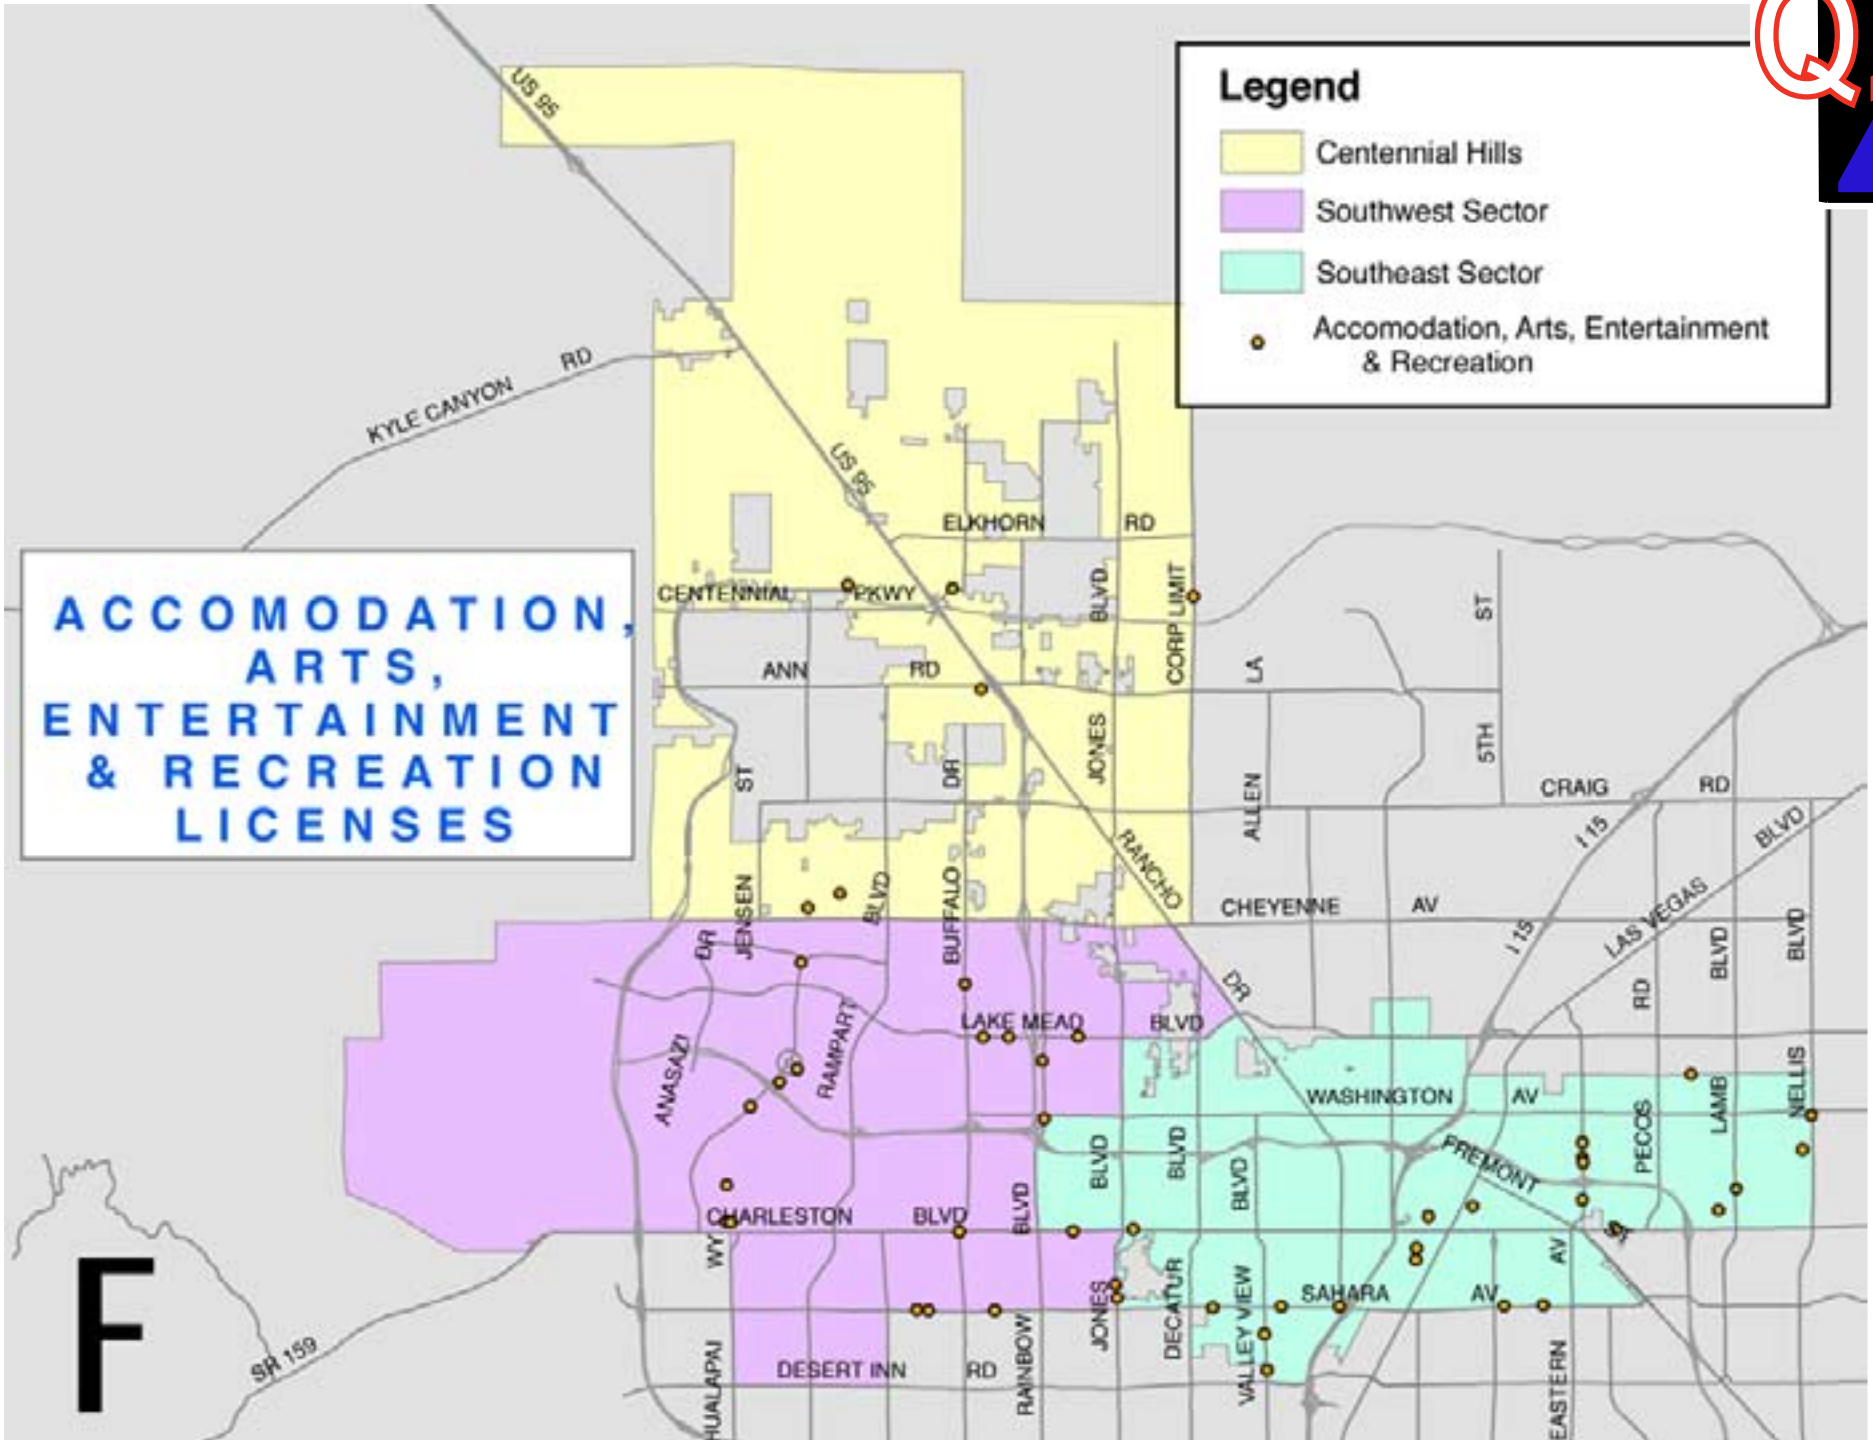 Q
Legend
Centennial Hills
Southwest Sector
Southeast Sector
Accomodation, Arts, Entertainment
& Recreation
US 95
KYLE CANYON RD
US 95
ELKHORN RD
ACCOMODATION,
ARTS,
ENTERTAINMENT
& RECREATION
LICENSES
CENTENNIAL PKWY
BLVD
CORP LIMIT
ST
ANN RD
LA
ST
DR
JONES
5TH
CRAIG RD
ALLEN
RANCHO
I 15
BLVD
JENSEN
BLVD
BUFFALO
CHEYENNE AV
LAS VEGAS
DR
I 15
BLVD
BLVD
DR
RD
LAKE MEAD BLVD
RAMPART
ANASAZI
WASHINGTON AV
LAMB
NELLIS
PECOS
FREMONT
BLVD
BLVD
BLVD
BLVD
CHARLESTON BLVD
ST
WY
AV
F
SAHARA AV
JONES
DECATUR
VALLEY VIEW
SR 159
DESERT INN RD
HUALAPAI
RAINBOW
EASTERN